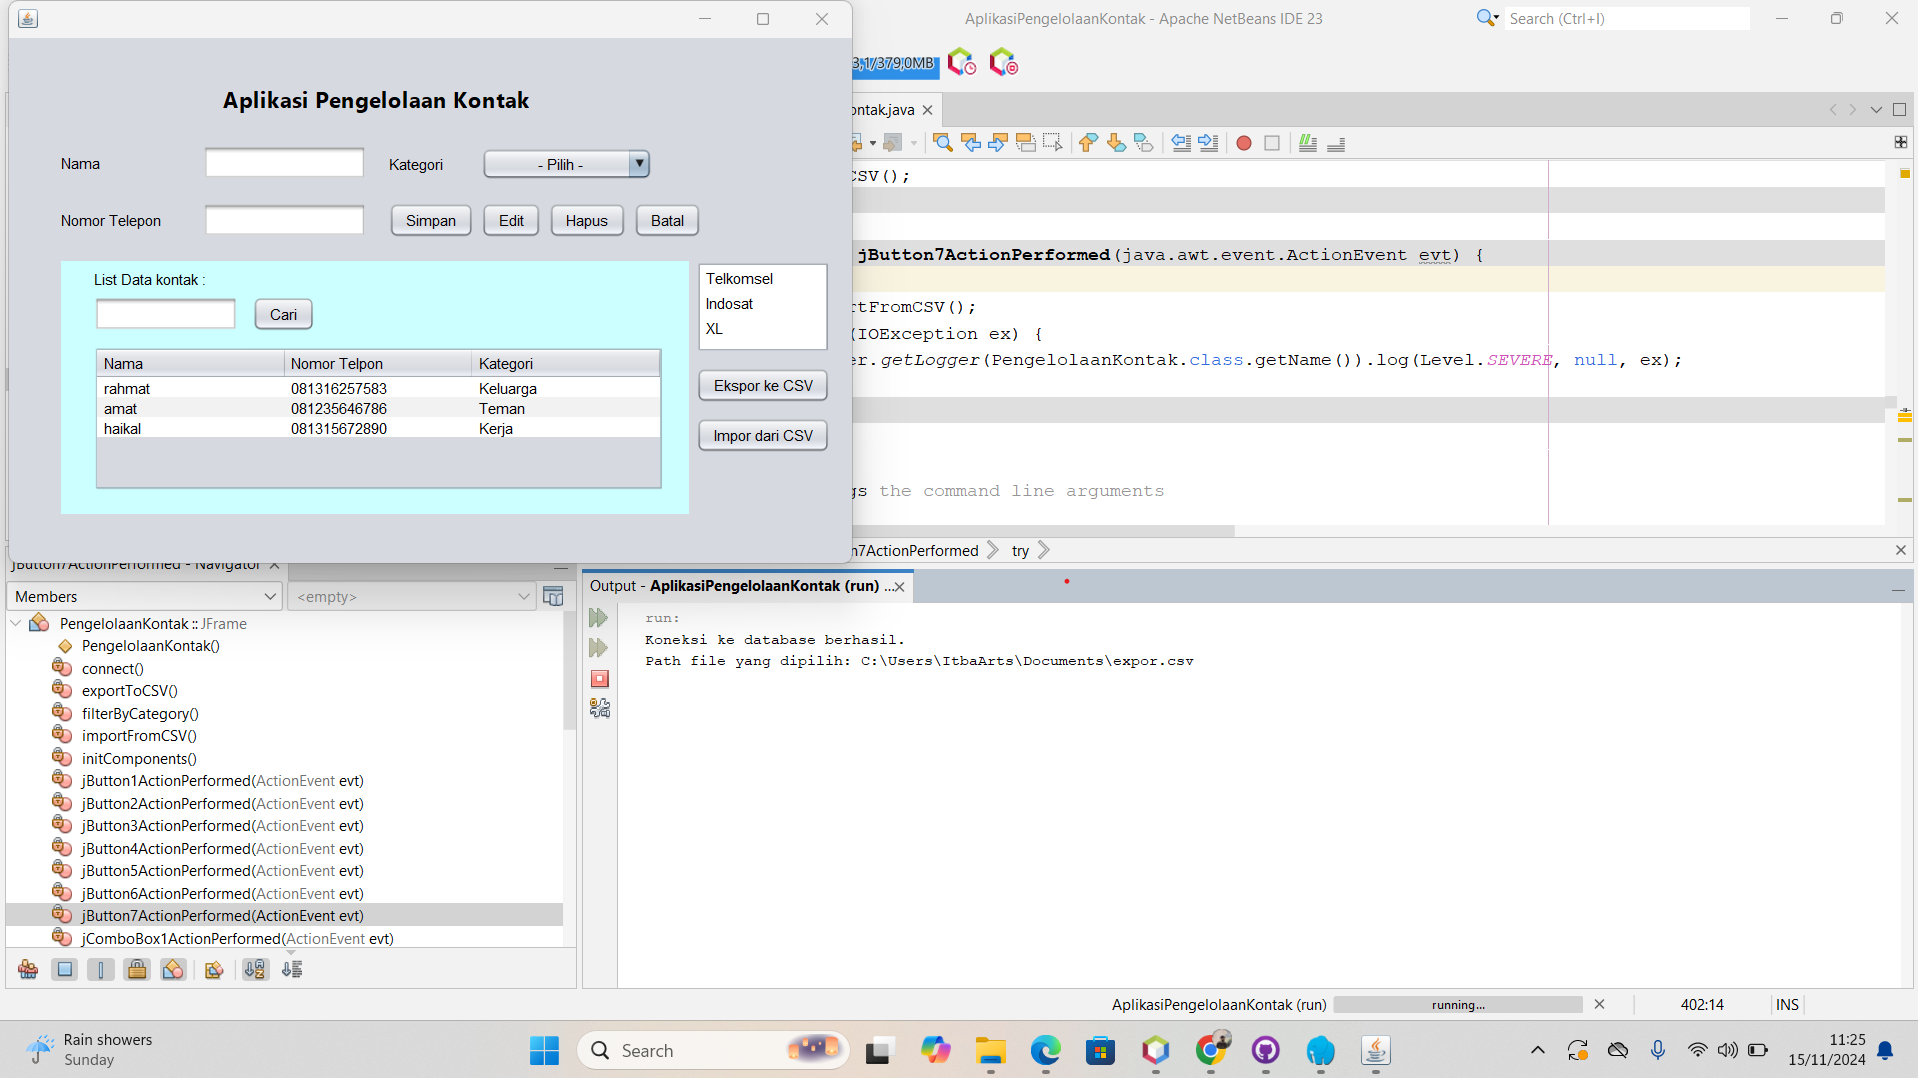 AplikasiPengelolaanKontak - Apache NetBeans IDE 23
Search (Ctrl+I)
3,1/379,0MB
Aplikasi Pengelolaan Kontak
Nama
Kategori
- Pilih -
Nomor Telepon
Simpan
Edit
Hapus
Batal
List Data kontak :
Cari
Nama Nomor Telpon Kategori
rahmat 081316257583 Keluarga
amat 081235646786 Teman
haikal 081315672890 Kerja
Telkomsel
Indosat
XL
Ekspor ke CSV
Impor dari CSV
ontak.java
CSV();
jButton7ActionPerformed(java.awt.event.ActionEvent evt) {
rtFromCSV();
(IOException ex) {
er.getLogger(PengelolaanKontak.class.getName()).log(Level.SEVERE, null, ex);
gs the command line arguments
n7ActionPerformed
try
jButton7ActionPerformed - Navigator
Members
<empty>
PengelolaanKontak :: JFrame
PengelolaanKontak()
connect()
exportToCSV()
filterByCategory()
importFromCSV()
initComponents()
jButton1ActionPerformed(ActionEvent evt)
jButton2ActionPerformed(ActionEvent evt)
jButton3ActionPerformed(ActionEvent evt)
jButton4ActionPerformed(ActionEvent evt)
jButton5ActionPerformed(ActionEvent evt)
jButton6ActionPerformed(ActionEvent evt)
jButton7ActionPerformed(ActionEvent evt)
jComboBox1ActionPerformed(ActionEvent evt)
Output - AplikasiPengelolaanKontak (run) ...
run:
Koneksi ke database berhasil.
Path file yang dipilih: C:\Users\ItbaArts\Documents\expor.csv
AplikasiPengelolaanKontak (run)
running...
402:14
INS
Rain showers
Sunday
Search
11:25
15/11/2024